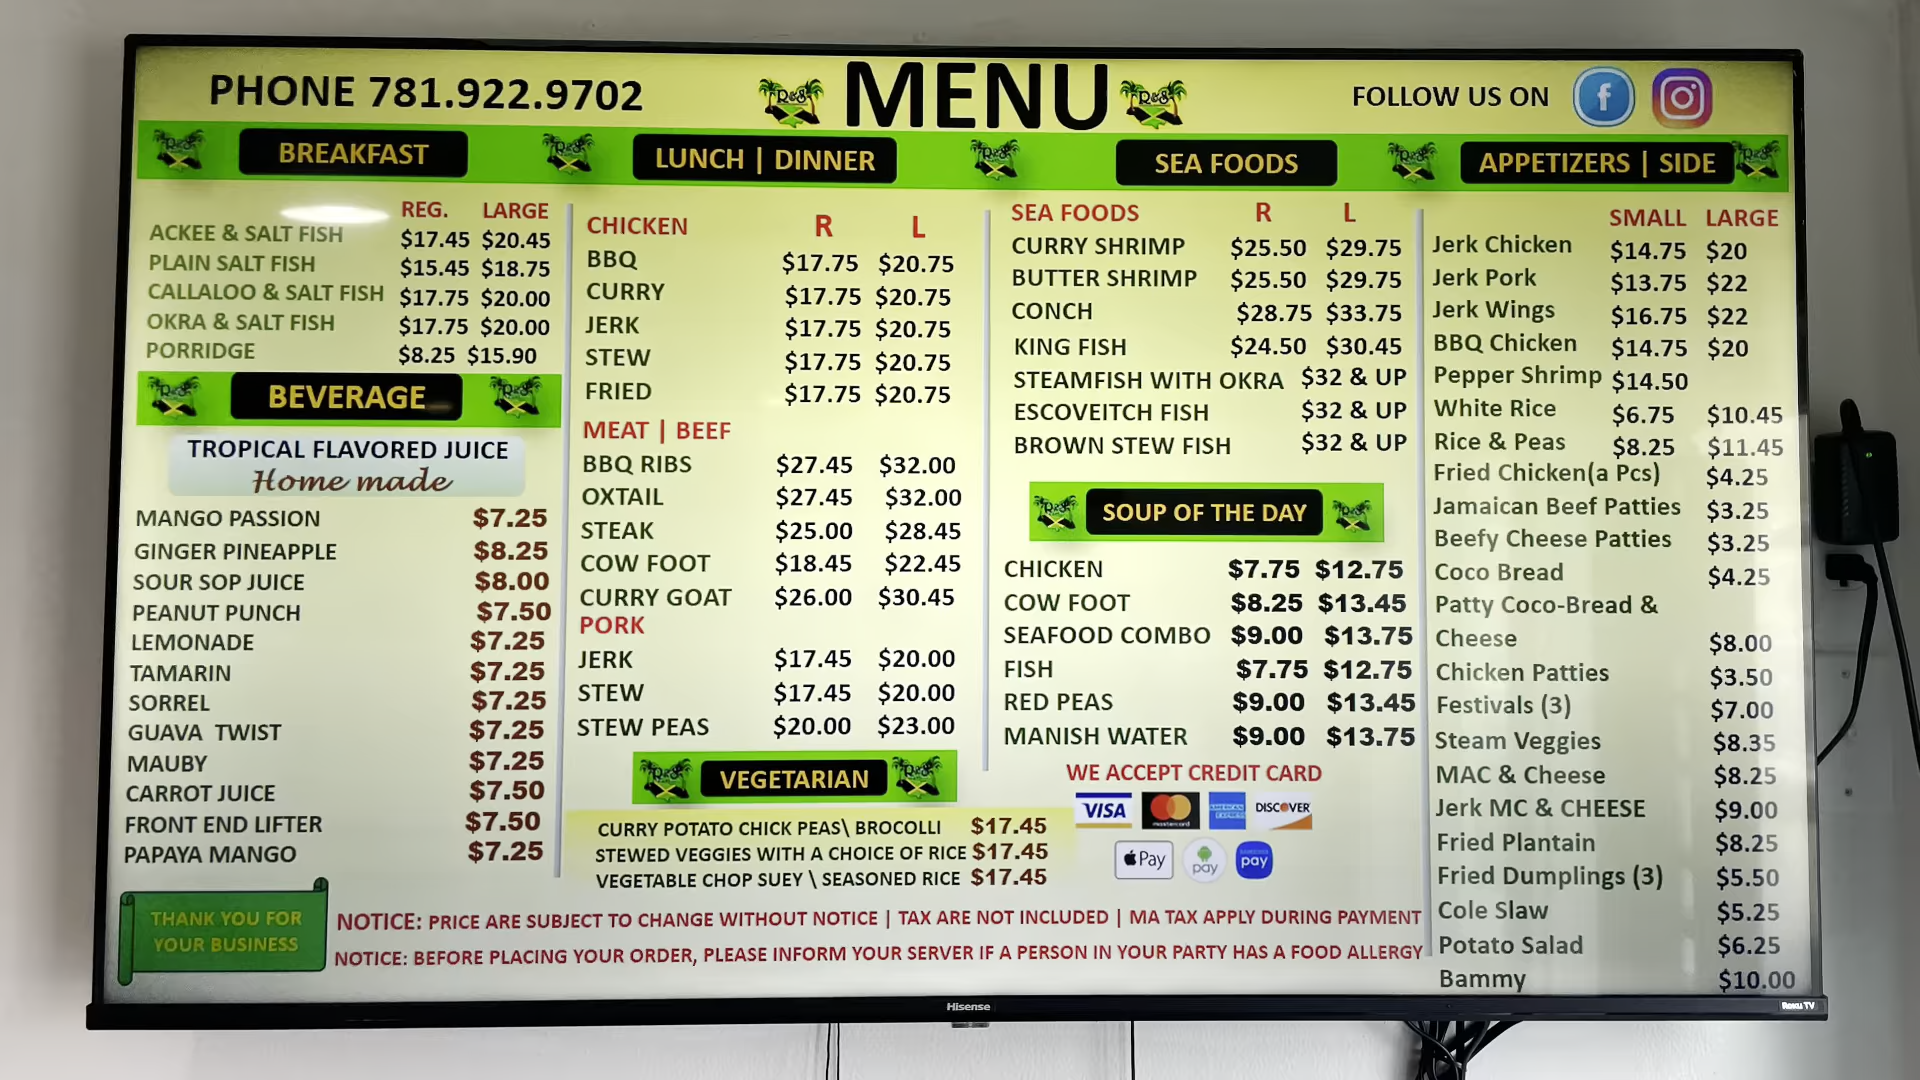 PHONE 781.922.9702
MENU
FOLLOW US ON
BREAKFAST
REG. LARGE
ACKEE & SALT FISH $17.45 $20.45
PLAIN SALT FISH $15.45 $18.75
CALLALOO & SALT FISH $17.75 $20.00
OKRA & SALT FISH $17.75 $20.00
PORRIDGE $8.25 $15.90
BEVERAGE
TROPICAL FLAVORED JUICE
Home made
MANGO PASSION $7.25
GINGER PINEAPPLE $8.25
SOUR SOP JUICE $8.00
PEANUT PUNCH $7.50
LEMONADE $7.25
TAMARIN $7.25
SORREL $7.25
GUAVA TWIST $7.25
MAUBY $7.25
CARROT JUICE $7.50
FRONT END LIFTER $7.50
PAPAYA MANGO $7.25
THANK YOU FOR
YOUR BUSINESS
LUNCH | DINNER
CHICKEN R L
BBQ $17.75 $20.75
CURRY $17.75 $20.75
JERK $17.75 $20.75
STEW $17.75 $20.75
FRIED $17.75 $20.75
MEAT | BEEF
BBQ RIBS $27.45 $32.00
OXTAIL $27.45 $32.00
STEAK $25.00 $28.45
COW FOOT $18.45 $22.45
CURRY GOAT $26.00 $30.45
PORK
JERK $17.45 $20.00
STEW $17.45 $20.00
STEW PEAS $20.00 $23.00
R&S VEGETARIAN R&S
CURRY POTATO CHICK PEAS\ BROCOLLI $17.45
STEWED VEGGIES WITH A CHOICE OF RICE $17.45
VEGETABLE CHOP SUEY \ SEASONED RICE $17.45
SEA FOODS
SEA FOODS R L
CURRY SHRIMP $25.50 $29.75
BUTTER SHRIMP $25.50 $29.75
CONCH $28.75 $33.75
KING FISH $24.50 $30.45
STEAMFISH WITH OKRA $32 & UP
ESCOVEITCH FISH $32 & UP
BROWN STEW FISH $32 & UP
SOUP OF THE DAY
CHICKEN $7.75 $12.75
COW FOOT $8.25 $13.45
SEAFOOD COMBO $9.00 $13.75
FISH $7.75 $12.75
RED PEAS $9.00 $13.45
MANISH WATER $9.00 $13.75
WE ACCEPT CREDIT CARD
VISA mastercard AMERICAN EXPRESS DISCOVER
Pay pay pay
APPETIZERS | SIDE
SMALL LARGE
Jerk Chicken $14.75 $20
Jerk Pork $13.75 $22
Jerk Wings $16.75 $22
BBQ Chicken $14.75 $20
Pepper Shrimp $14.50
White Rice $6.75 $10.45
Rice & Peas $8.25 $11.45
Fried Chicken(a Pcs) $4.25
Jamaican Beef Patties $3.25
Beefy Cheese Patties $3.25
Coco Bread $4.25
Patty Coco-Bread &
Cheese $8.00
Chicken Patties $3.50
Festivals (3) $7.00
Steam Veggies $8.35
MAC & Cheese $8.25
Jerk MC & CHEESE $9.00
Fried Plantain $8.25
Fried Dumplings (3) $5.50
Cole Slaw $5.25
Potato Salad $6.25
Bammy $10.00
NOTICE: PRICE ARE SUBJECT TO CHANGE WITHOUT NOTICE | TAX ARE NOT INCLUDED | MA TAX APPLY DURING PAYMENT
NOTICE: BEFORE PLACING YOUR ORDER, PLEASE INFORM YOUR SERVER IF A PERSON IN YOUR PARTY HAS A FOOD ALLERGY
Hisense
Roku TV